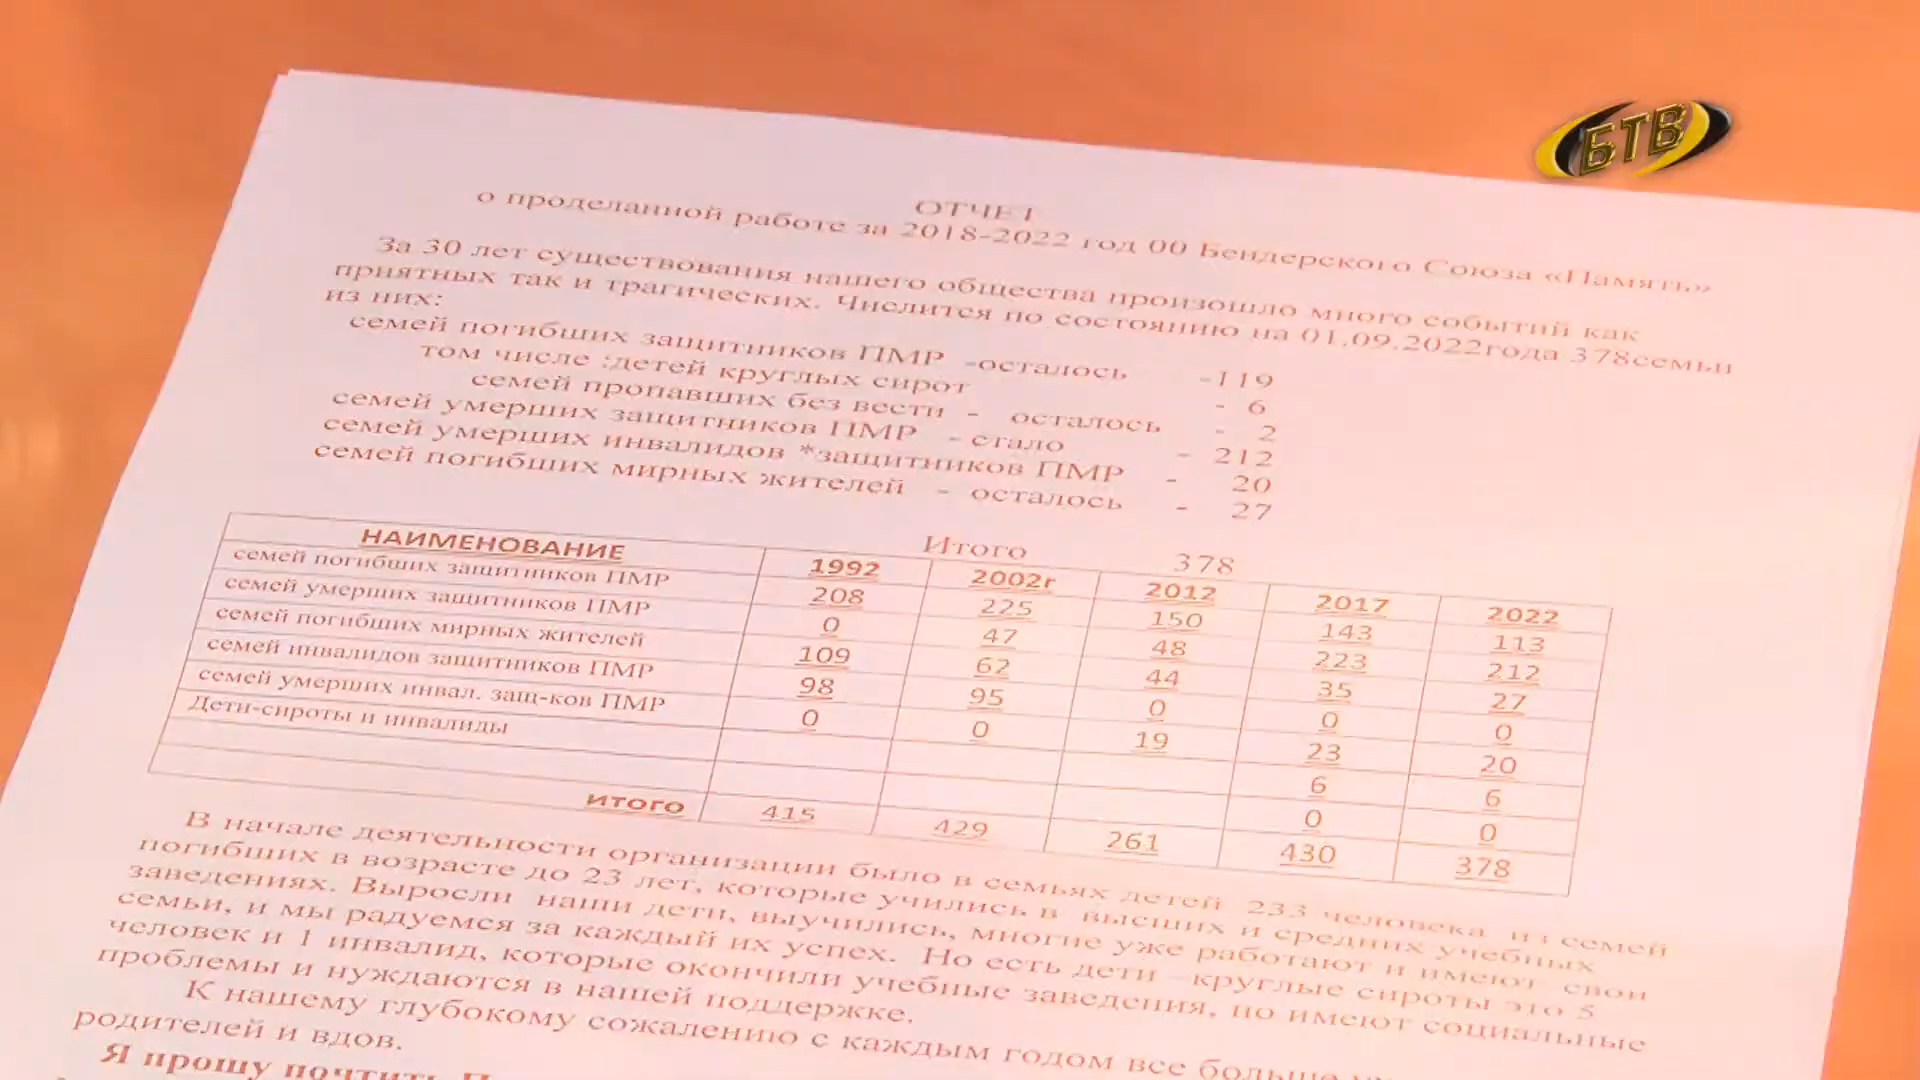 БТВ
ОТЧЕТ
о проделанной работе за 2018-2022 год 00 Бендерского Союза «Память»
За 30 лет существования нашего общества произошло много событий как
приятных так и трагических. Числится по состоянию на 01.09.2022года 378семьи
из них:
семей погибших защитников ПМР -осталось -119
том числе :детей круглых сирот - 6
семей пропавших без вести - осталось - 2
семей умерших защитников ПМР - стало - 212
семей умерших инвалидов *защитников ПМР - 20
семей погибших мирных жителей - осталось - 27
Итого 378
НАИМЕНОВАНИЕ 1992 2002г 2012 2017 2022
семей погибших защитников ПМР 208 225 150 143 113
семей умерших защитников ПМР 0 47 48 223 212
семей погибших мирных жителей 109 62 44 35 27
семей инвалидов защитников ПМР 98 95 0 0 0
семей умерших инвал. защ-ков ПМР 0 0 19 23 20
Дети-сироты и инвалиды 6 6
0 0
итого 415 429 261 430 378
В начале деятельности организации было в семьях детей 233 человека из семей
погибших в возрасте до 23 лет, которые учились в высших и средних учебных
заведениях. Выросли наши дети, выучились, многие уже работают и имеют свои
семьи, и мы радуемся за каждый их успех. Но есть дети –круглые сироты это 5
человек и 1 инвалид, которые окончили учебные заведения, но имеют социальные
проблемы и нуждаются в нашей поддержке.
К нашему глубокому сожалению с каждым годом все больше
родителей и вдов.
Я прошу почтить